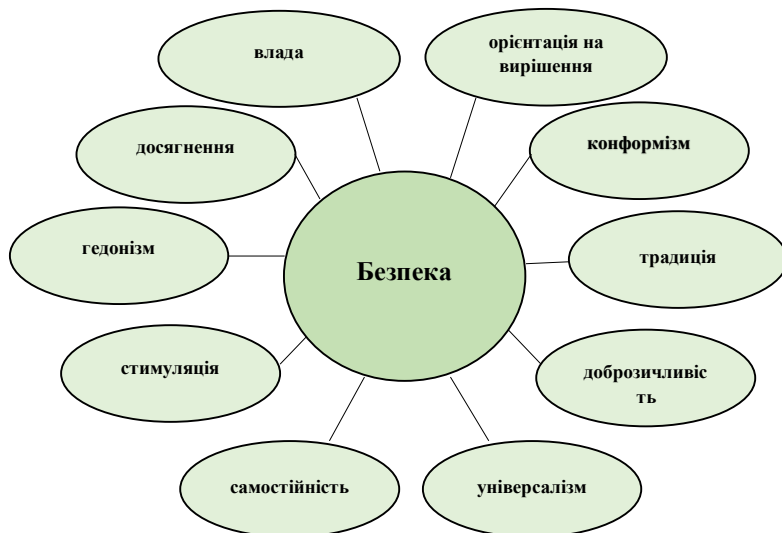 влада
орієнтація на
вирішення
досягнення
конформізм
гедонізм
Безпека
традиція
стимуляція
доброзичливіс
ть
самостійність
універсалізм